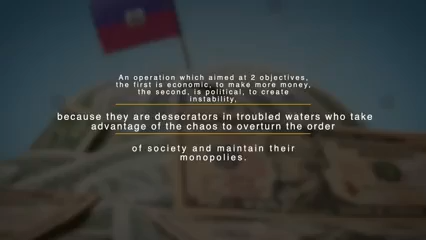 An operation which aimed at 2 objectives,
the first is economic, to make more money,
the second, is political, to create
instability,
because they are desecrators in troubled waters who take
advantage of the chaos to overturn the order
of society and maintain their
monopolies.